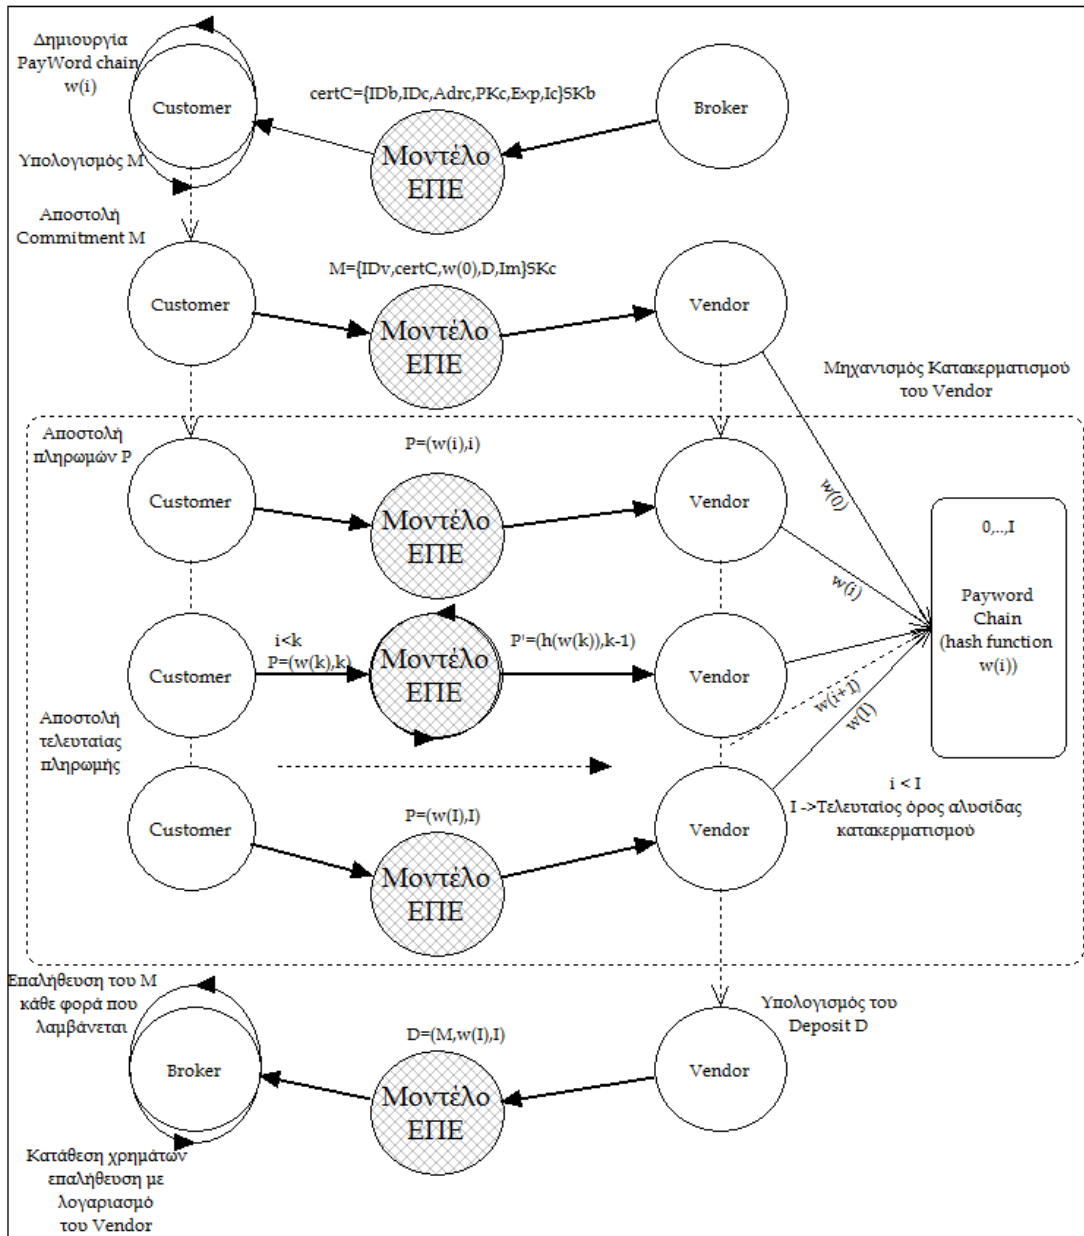 Δημιουργία
PayWord chain
w(i)
Customer
certC={IDb,IDc,Adrc,PKc,Exp,Ic}SKb
Μοντέλο
ΕΠΕ
Broker
Υπολογισμός Μ
Αποστολή
Commitment M
Customer
M={IDv,certC,w(0),D,Im}SKc
Μοντέλο
ΕΠΕ
Vendor
Μηχανισμός Κατακερματισμού
του Vendor
Αποστολή
πληρωμών P
Customer
P=(w(i),i)
Μοντέλο
ΕΠΕ
Vendor
w(0)
w(i)
0,..,I
Payword
Chain
(hash function
w(i))
Customer
i<k
P=(w(k),k)
Μοντέλο
ΕΠΕ
P'=(h(w(k)),k-1)
Vendor
w(i+1)
w(I)
Αποστολή
τελευταίας
πληρωμής
Customer
P=(w(I),I)
Μοντέλο
ΕΠΕ
Vendor
i < I
I ->Τελευταίος όρος αλυσίδας
κατακερματισμού
Επαλήθευση του Μ
κάθε φορά που
λαμβάνεται
Broker
D=(M,w(I),I)
Μοντέλο
ΕΠΕ
Vendor
Υπολογισμός του
Deposit D
Κατάθεση χρημάτων
επαλήθευση με
λογαριασμό
του Vendor